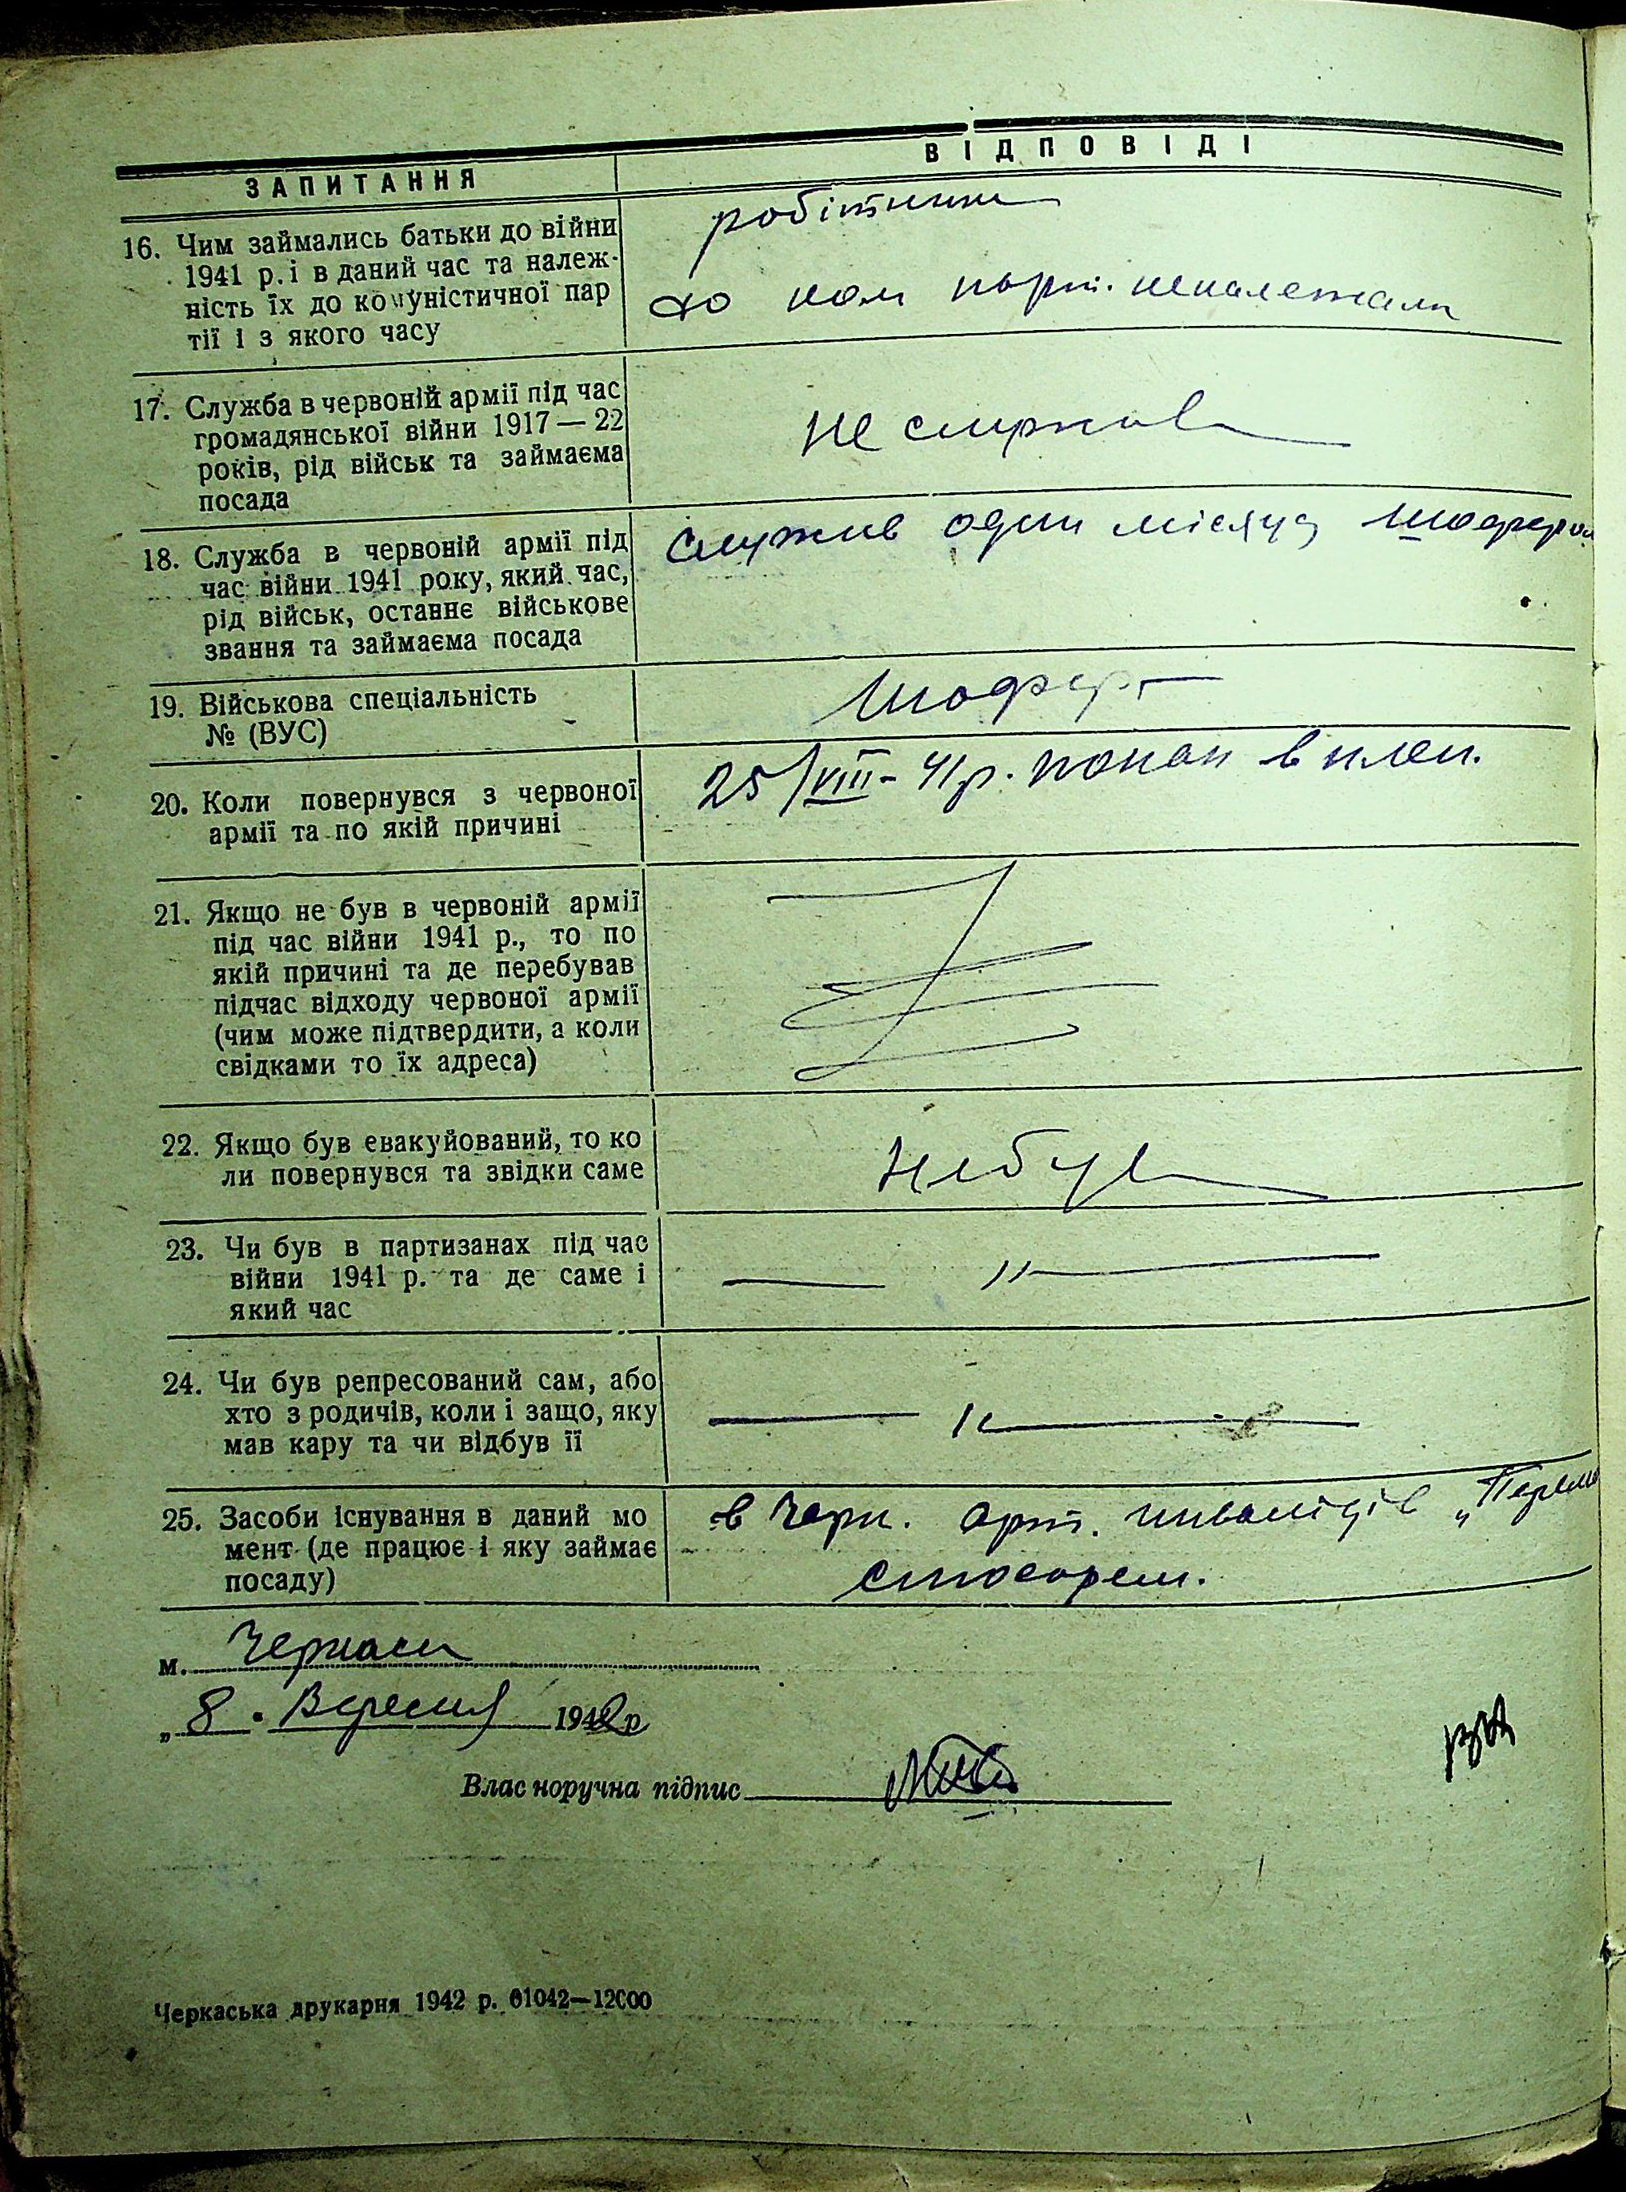 ЗАПИТАННЯ
ВІДПОВІДІ
16. Чим займались батьки до війни
1941 р. і в даний час та належ-
ність їх до комуністичної пар
тії і з якого часу
робітники
до ком парт. неналежали
17. Служба в червоній армії під час
громадянської війни 1917 — 22
років, рід військ та займаєма
посада
не служив
18. Служба в червоній армії під
час війни 1941 року, який час,
рід військ, останнє військове
звання та займаєма посада
служив один місяць шофером
19. Військова спеціальність
№ (ВУС)
Шофер
20. Коли повернувся з червоної
армії та по якій причині
25/VIII - 41 р. попав в плен.
21. Якщо не був в червоній армії
під час війни 1941 р., то по
якій причині та де перебував
підчас відходу червоної армії
(чим може підтвердити, а коли
свідками то їх адреса)
22. Якщо був евакуйований, то ко
ли повернувся та звідки саме
Небув
23. Чи був в партизанах під час
війни 1941 р. та де саме і
який час
— 〃 —
24. Чи був репресований сам, або
хто з родичів, коли і защо, яку
мав кару та чи відбув її
— 〃 —
25. Засоби існування в даний мо
мент (де працює і яку займає
посаду)
в Черк. арт. инвалідів „Перемо
слюсарем.
м. Черкаси
„ 8 . Вересня 1942 р
Власноручна підпис
Черкаська друкарня 1942 р. 61042—12000